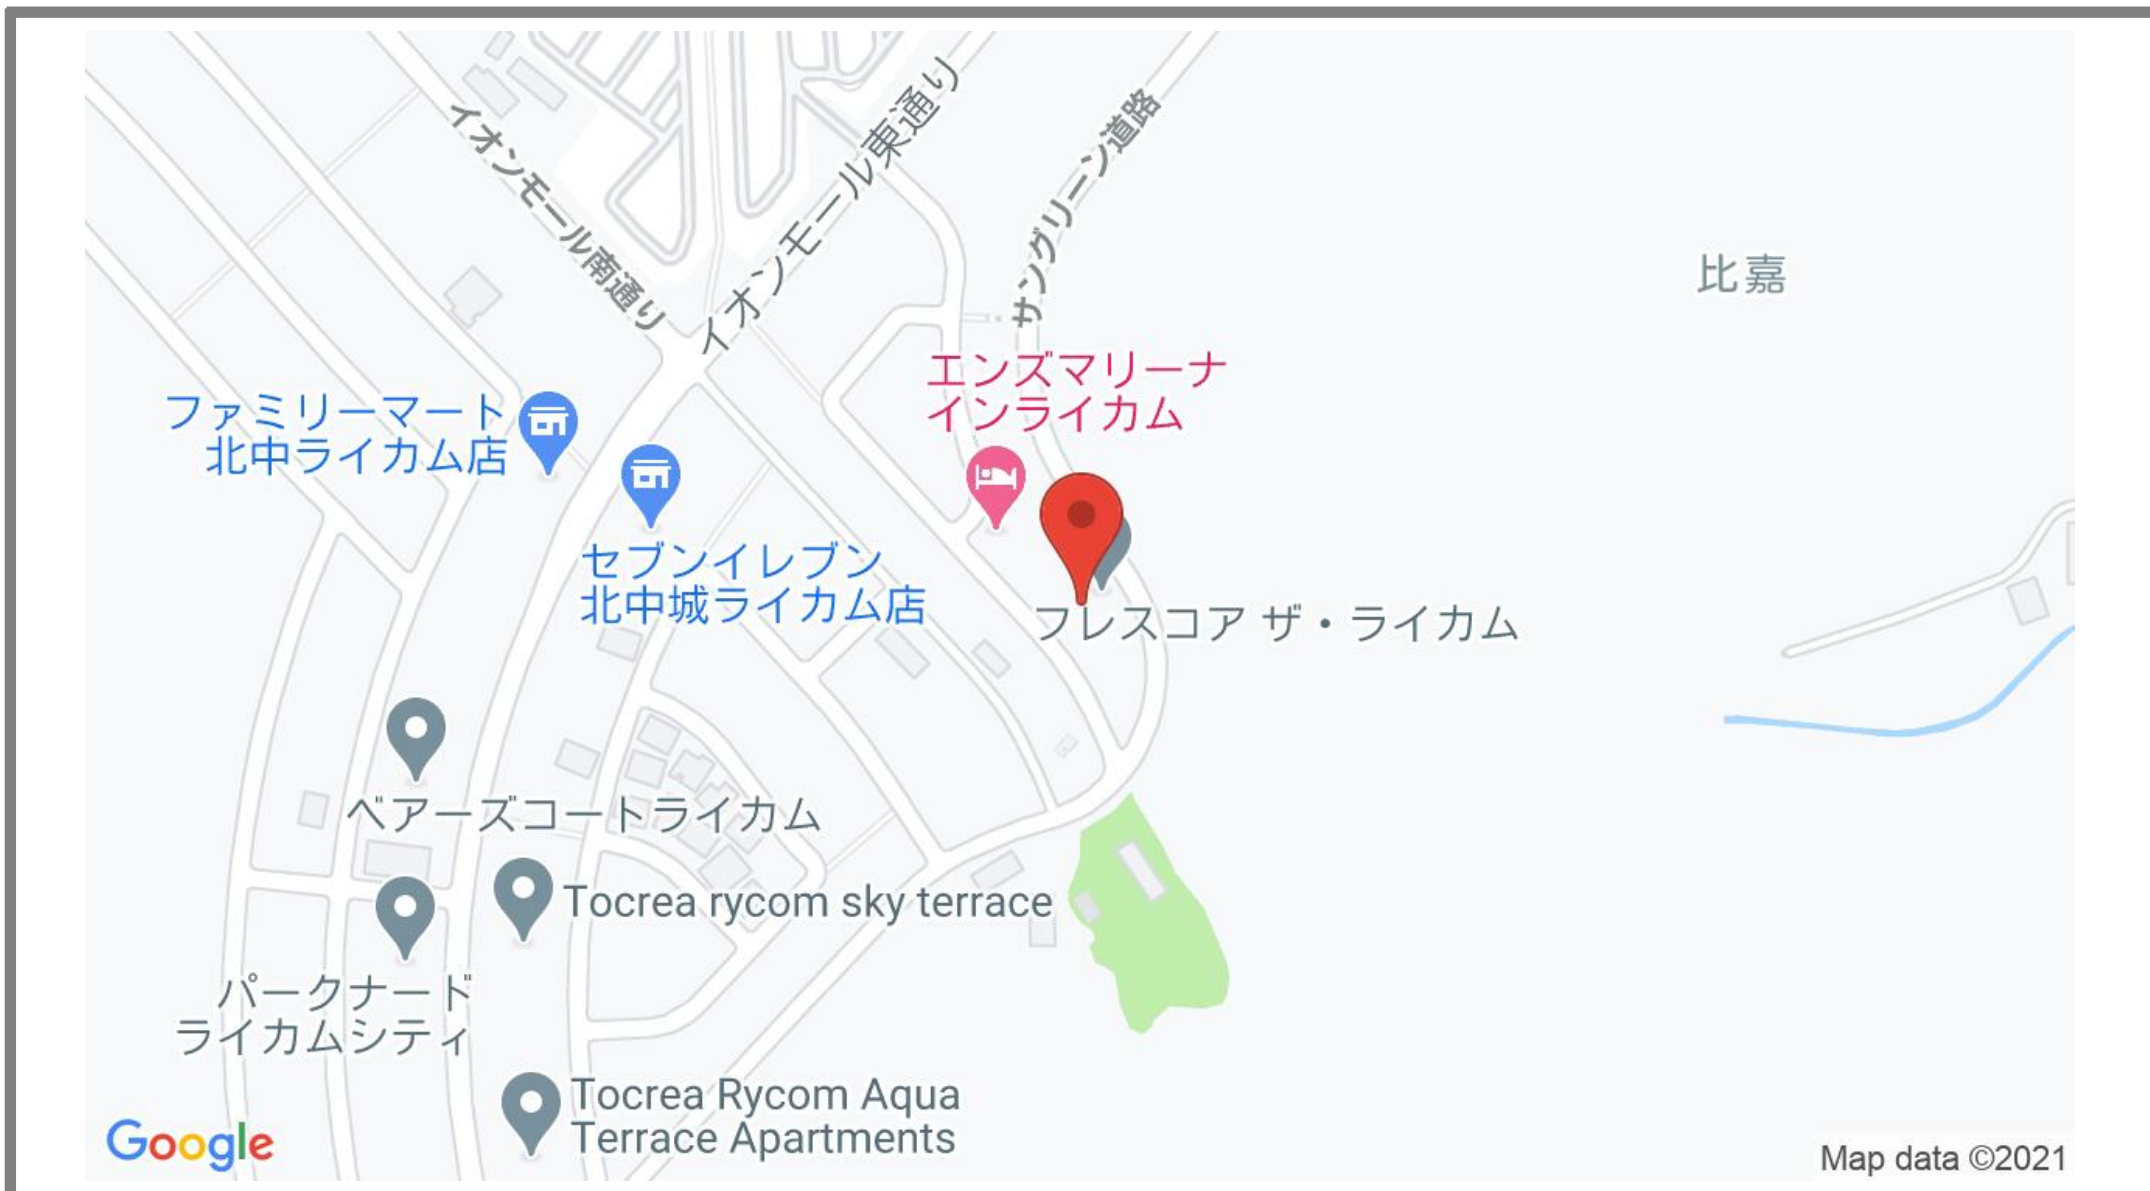 イオンモール東通り
サングリーン道路
イオンモール南通り
比嘉
エンズマリーナ
インライカム
ファミリーマート
北中ライカム店
セブンイレブン
北中城ライカム店
フレスコア ザ・ライカム
ベアーズコートライカム
Tocrea rycom sky terrace
パークナード
ライカムシティ
Tocrea Rycom Aqua
Terrace Apartments
Google
Map data ©2021